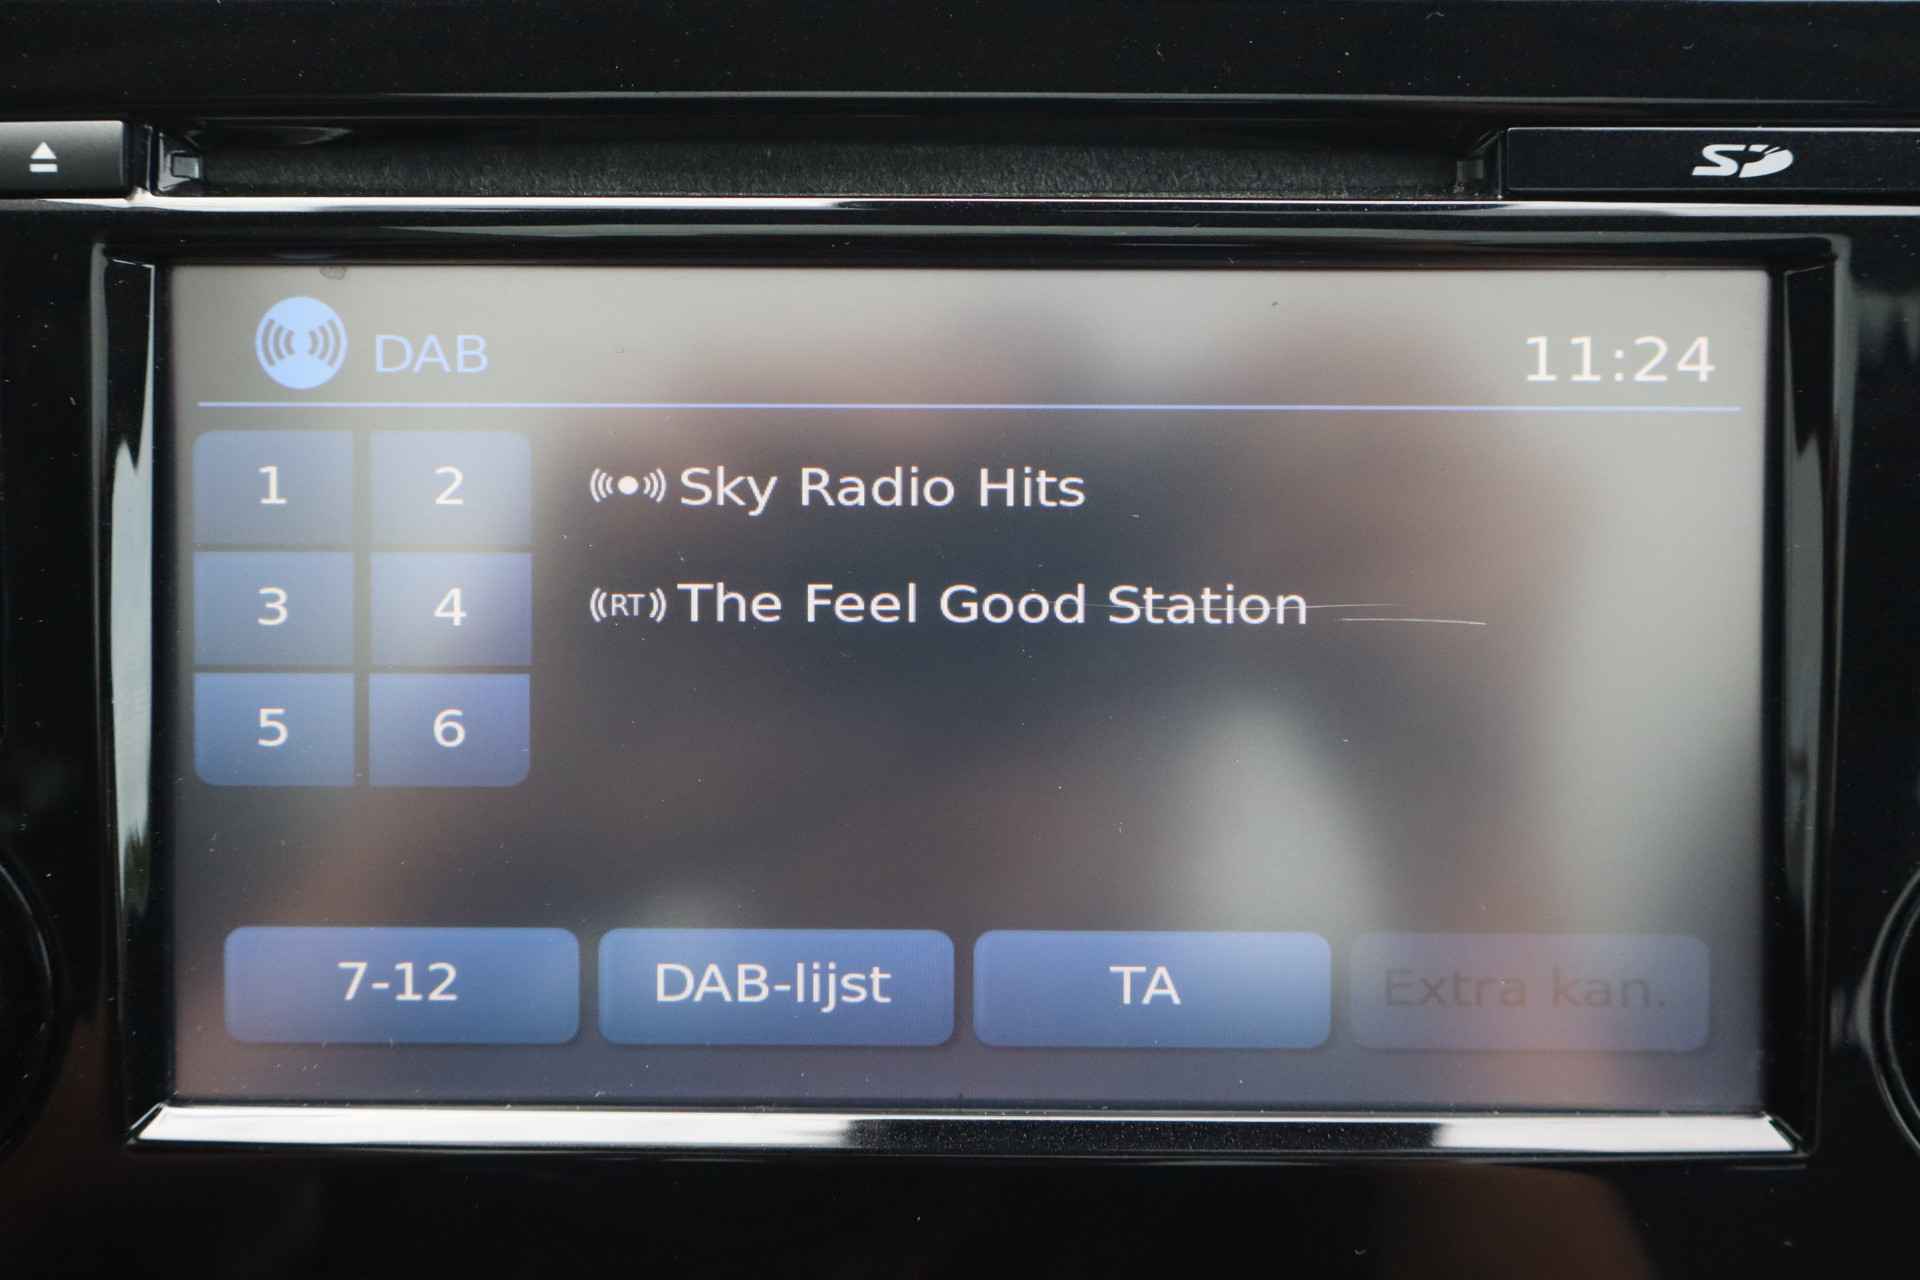 SD
DAB 11:24
1 2
Sky Radio Hits
3 4
RT The Feel Good Station
5 6
7-12 DAB-lijst TA Extra kan.